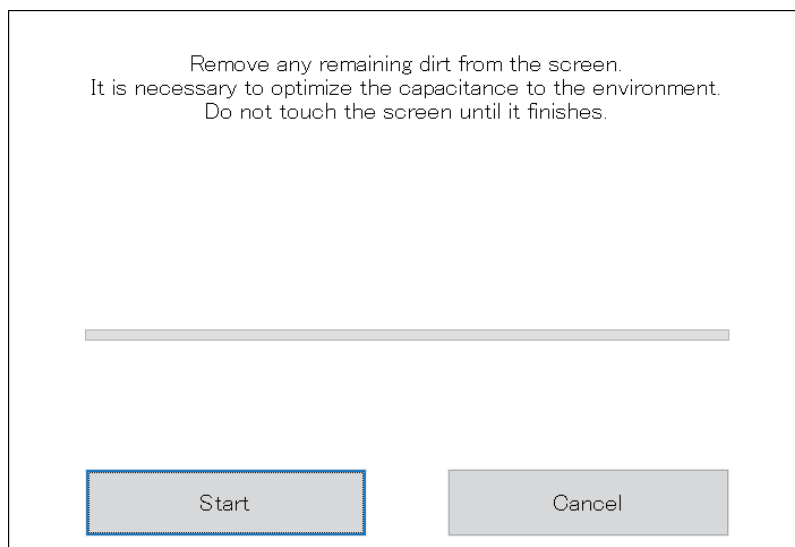 Remove any remaining dirt from the screen.
It is necessary to optimize the capacitance to the environment.
Do not touch the screen until it finishes.
Start
Cancel